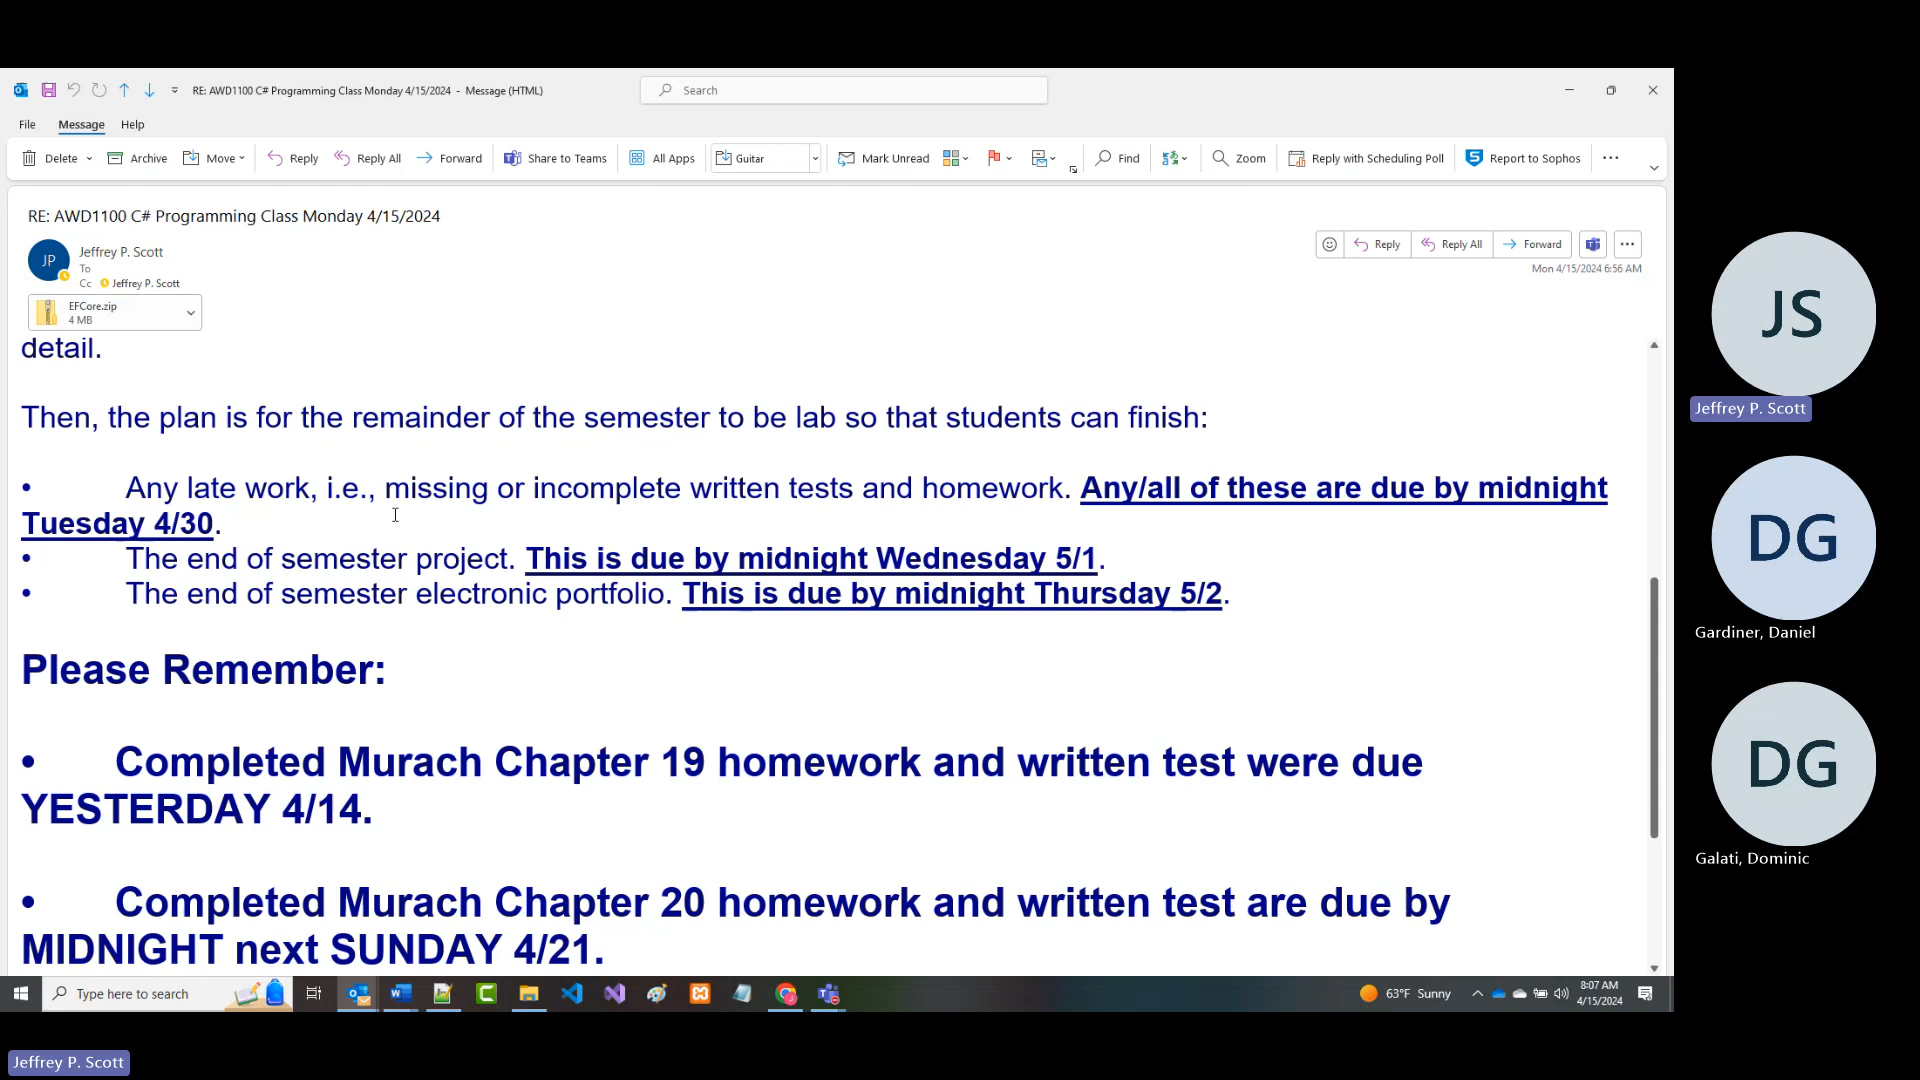 RE: AWD1100 C# Programming Class Monday 4/15/2024 - Message (HTML)
Search
File Message Help
Delete Archive Move Reply Reply All Forward Share to Teams All Apps Guitar Mark Unread Find Zoom Reply with Scheduling Poll Report to Sophos
RE: AWD1100 C# Programming Class Monday 4/15/2024
JP
Jeffrey P. Scott
To
Cc Jeffrey P. Scott
Reply Reply All Forward
Mon 4/15/2024 6:56 AM
EFCore.zip
4 MB
detail.
Then, the plan is for the remainder of the semester to be lab so that students can finish:
• Any late work, i.e., missing or incomplete written tests and homework. Any/all of these are due by midnight
Tuesday 4/30.
• The end of semester project. This is due by midnight Wednesday 5/1.
• The end of semester electronic portfolio. This is due by midnight Thursday 5/2.
Please Remember:
• Completed Murach Chapter 19 homework and written test were due
YESTERDAY 4/14.
• Completed Murach Chapter 20 homework and written test are due by
MIDNIGHT next SUNDAY 4/21.
Type here to search
63°F Sunny
8:07 AM
4/15/2024
JS
Jeffrey P. Scott
DG
Gardiner, Daniel
DG
Galati, Dominic
Jeffrey P. Scott